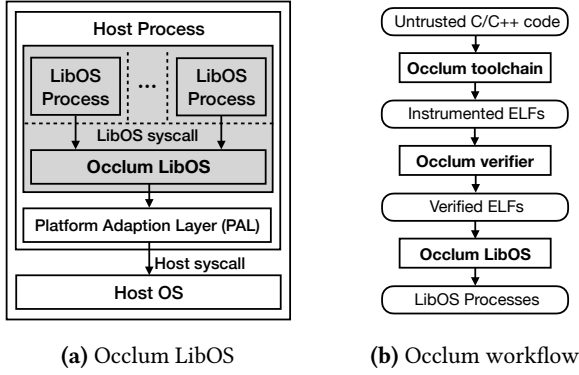 Host Process
LibOS
Process
...
LibOS
Process
LibOS syscall
Occlum LibOS
Platform Adaption Layer (PAL)
Host syscall
Host OS
(a) Occlum LibOS
Untrusted C/C++ code
Occlum toolchain
Instrumented ELFs
Occlum verifier
Verified ELFs
Occlum LibOS
LibOS Processes
(b) Occlum workflow